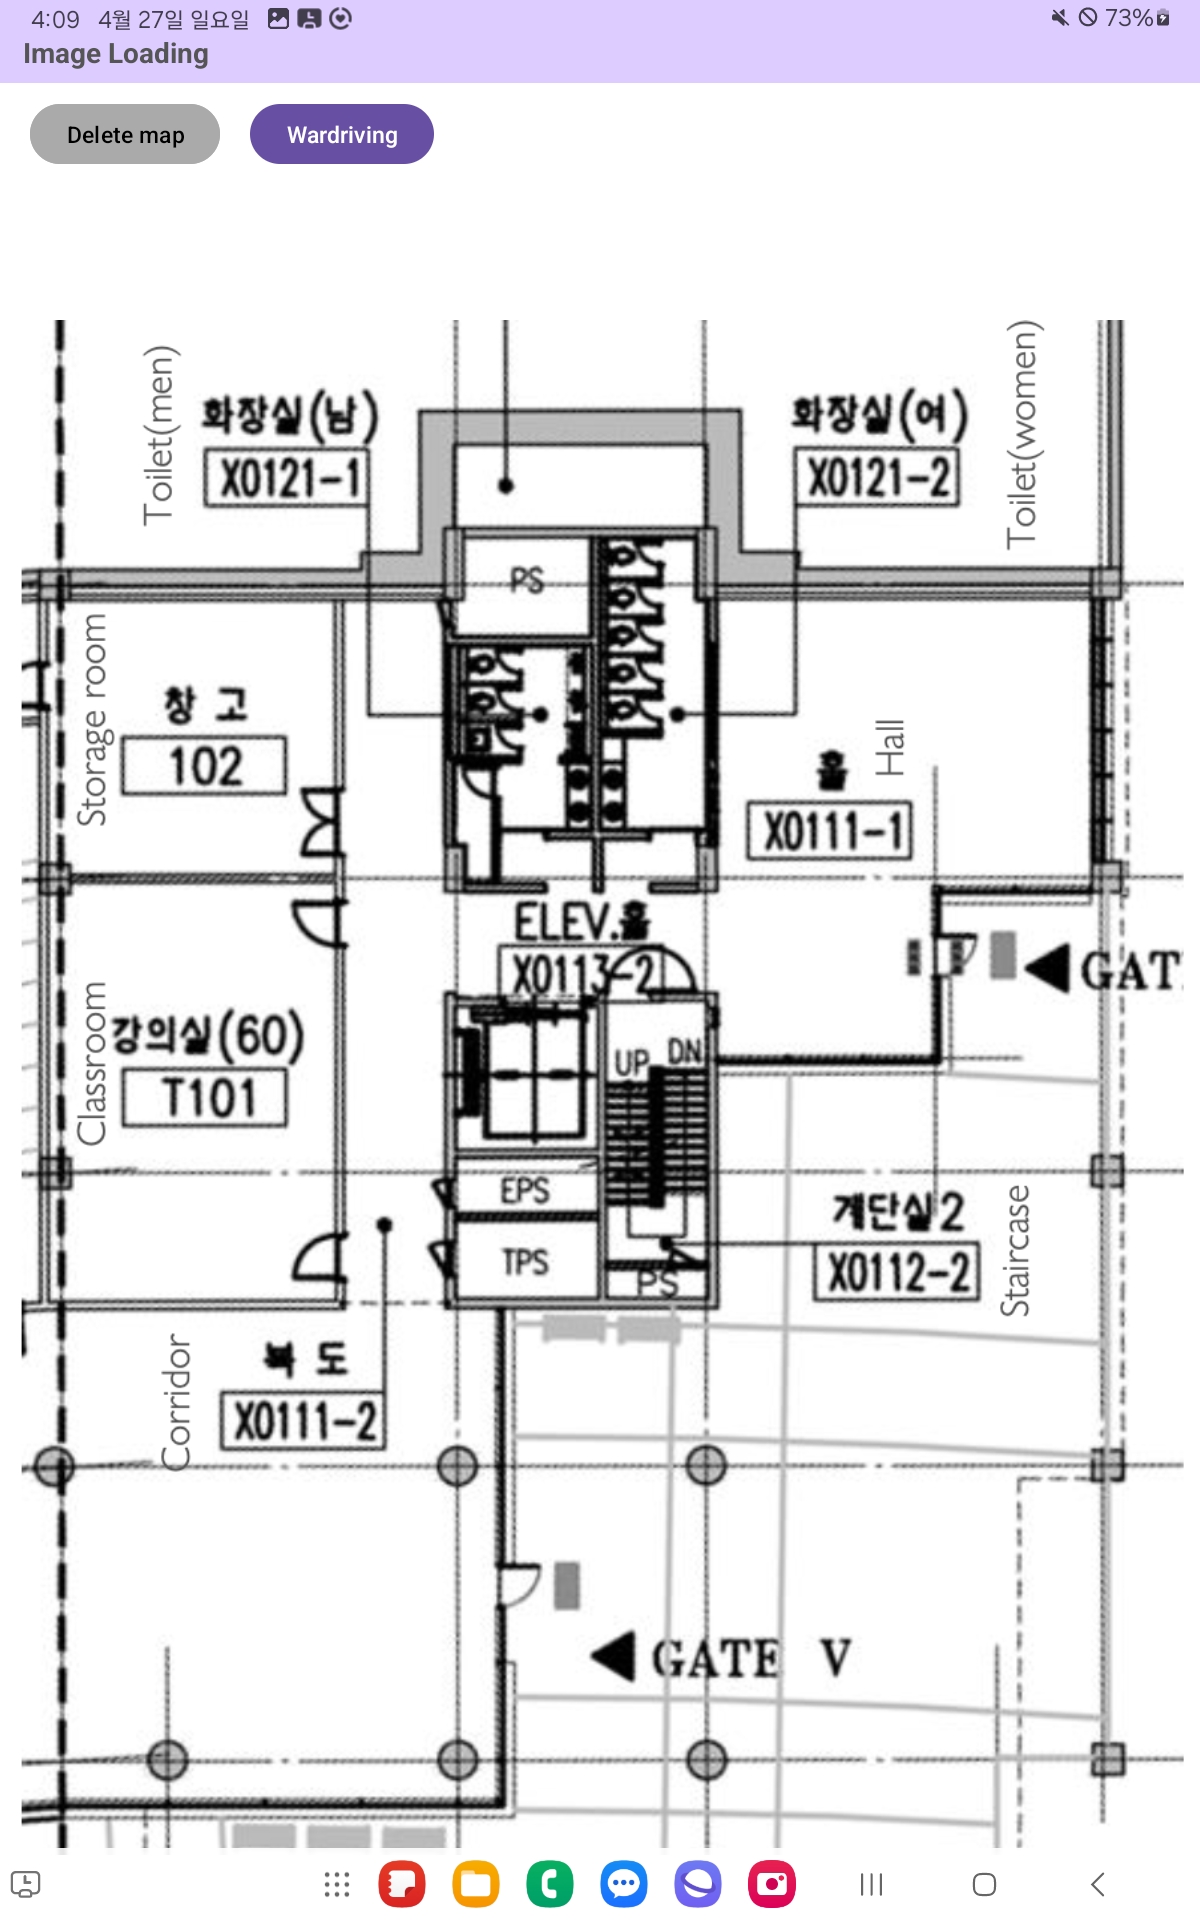 4:09 4월 27일 일요일
73%
Image Loading
Delete map
Wardriving
Toilet(men)
화장실(남)
X0121-1
화장실(여)
X0121-2
Toilet(women)
PS
Storage room
창 고
102
홀
Hall
X0111-1
ELEV.홀
X0113-2
GAT
Classroom
강의실(60)
T101
UP
DN
EPS
TPS
PS
계단실2
X0112-2
Staircase
Corridor
복 도
X0111-2
GATE V